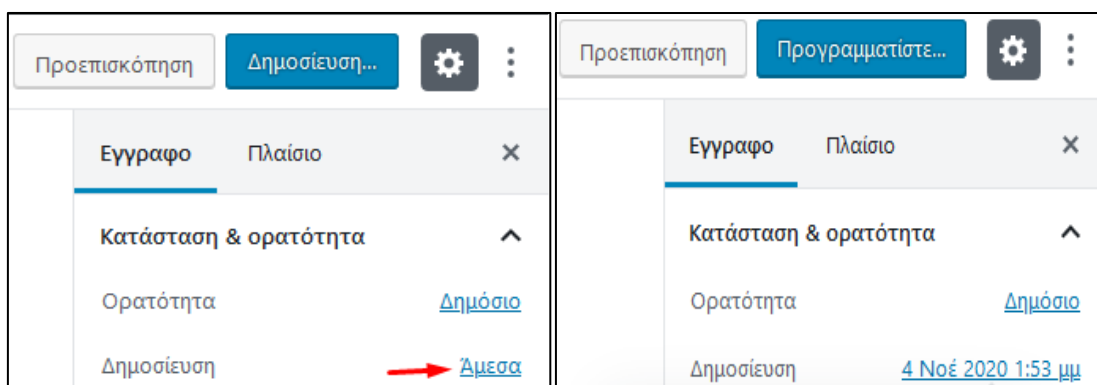 Προεπισκόπηση Δημοσίευση...
Εγγραφο Πλαίσιο
Κατάσταση & ορατότητα
Ορατότητα Δημόσιο
Δημοσίευση Άμεσα
Προεπισκόπηση Προγραμματίστε...
Εγγραφο Πλαίσιο
Κατάσταση & ορατότητα
Ορατότητα Δημόσιο
Δημοσίευση 4 Νοέ 2020 1:53 μμ